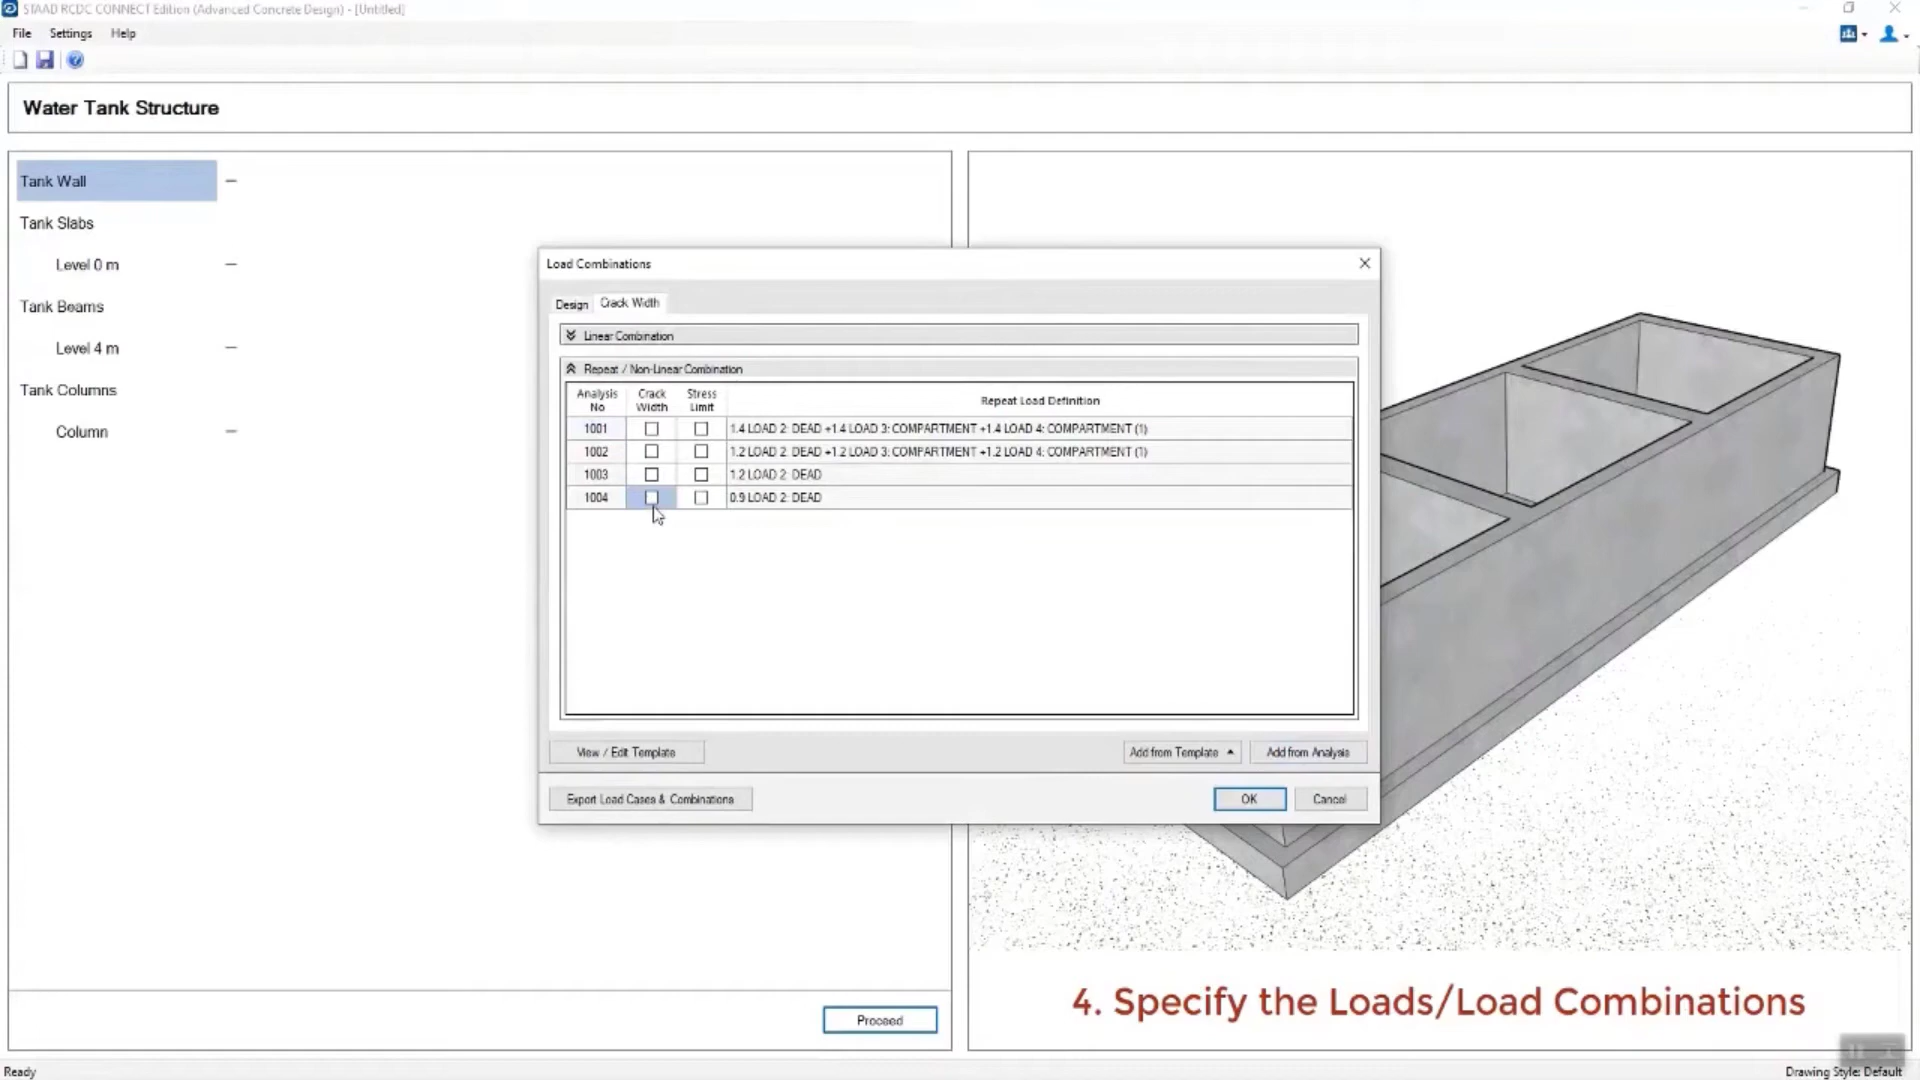 STAAD RCDC CONNECT Edition (Advanced Concrete Design) - [Untitled]
File Settings Help
Water Tank Structure
Tank Wall
Tank Slabs
Level 0 m
Tank Beams
Level 4 m
Tank Columns
Column
Load Combinations
Design Crack Width
Linear Combination
Repeat / Non-Linear Combination
Analysis No Crack Width Stress Limit Repeat Load Definition
1001 1.4 LOAD 2: DEAD +1.4 LOAD 3: COMPARTMENT +1.4 LOAD 4: COMPARTMENT (1)
1002 1.2 LOAD 2: DEAD +1.2 LOAD 3: COMPARTMENT +1.2 LOAD 4: COMPARTMENT (1)
1003 1.2 LOAD 2: DEAD
1004 0.9 LOAD 2: DEAD
View / Edit Template Add from Template Add from Analysis
Export Load Cases & Combinations OK Cancel
4. Specify the Loads/Load Combinations
Proceed
Ready Drawing Style: Default